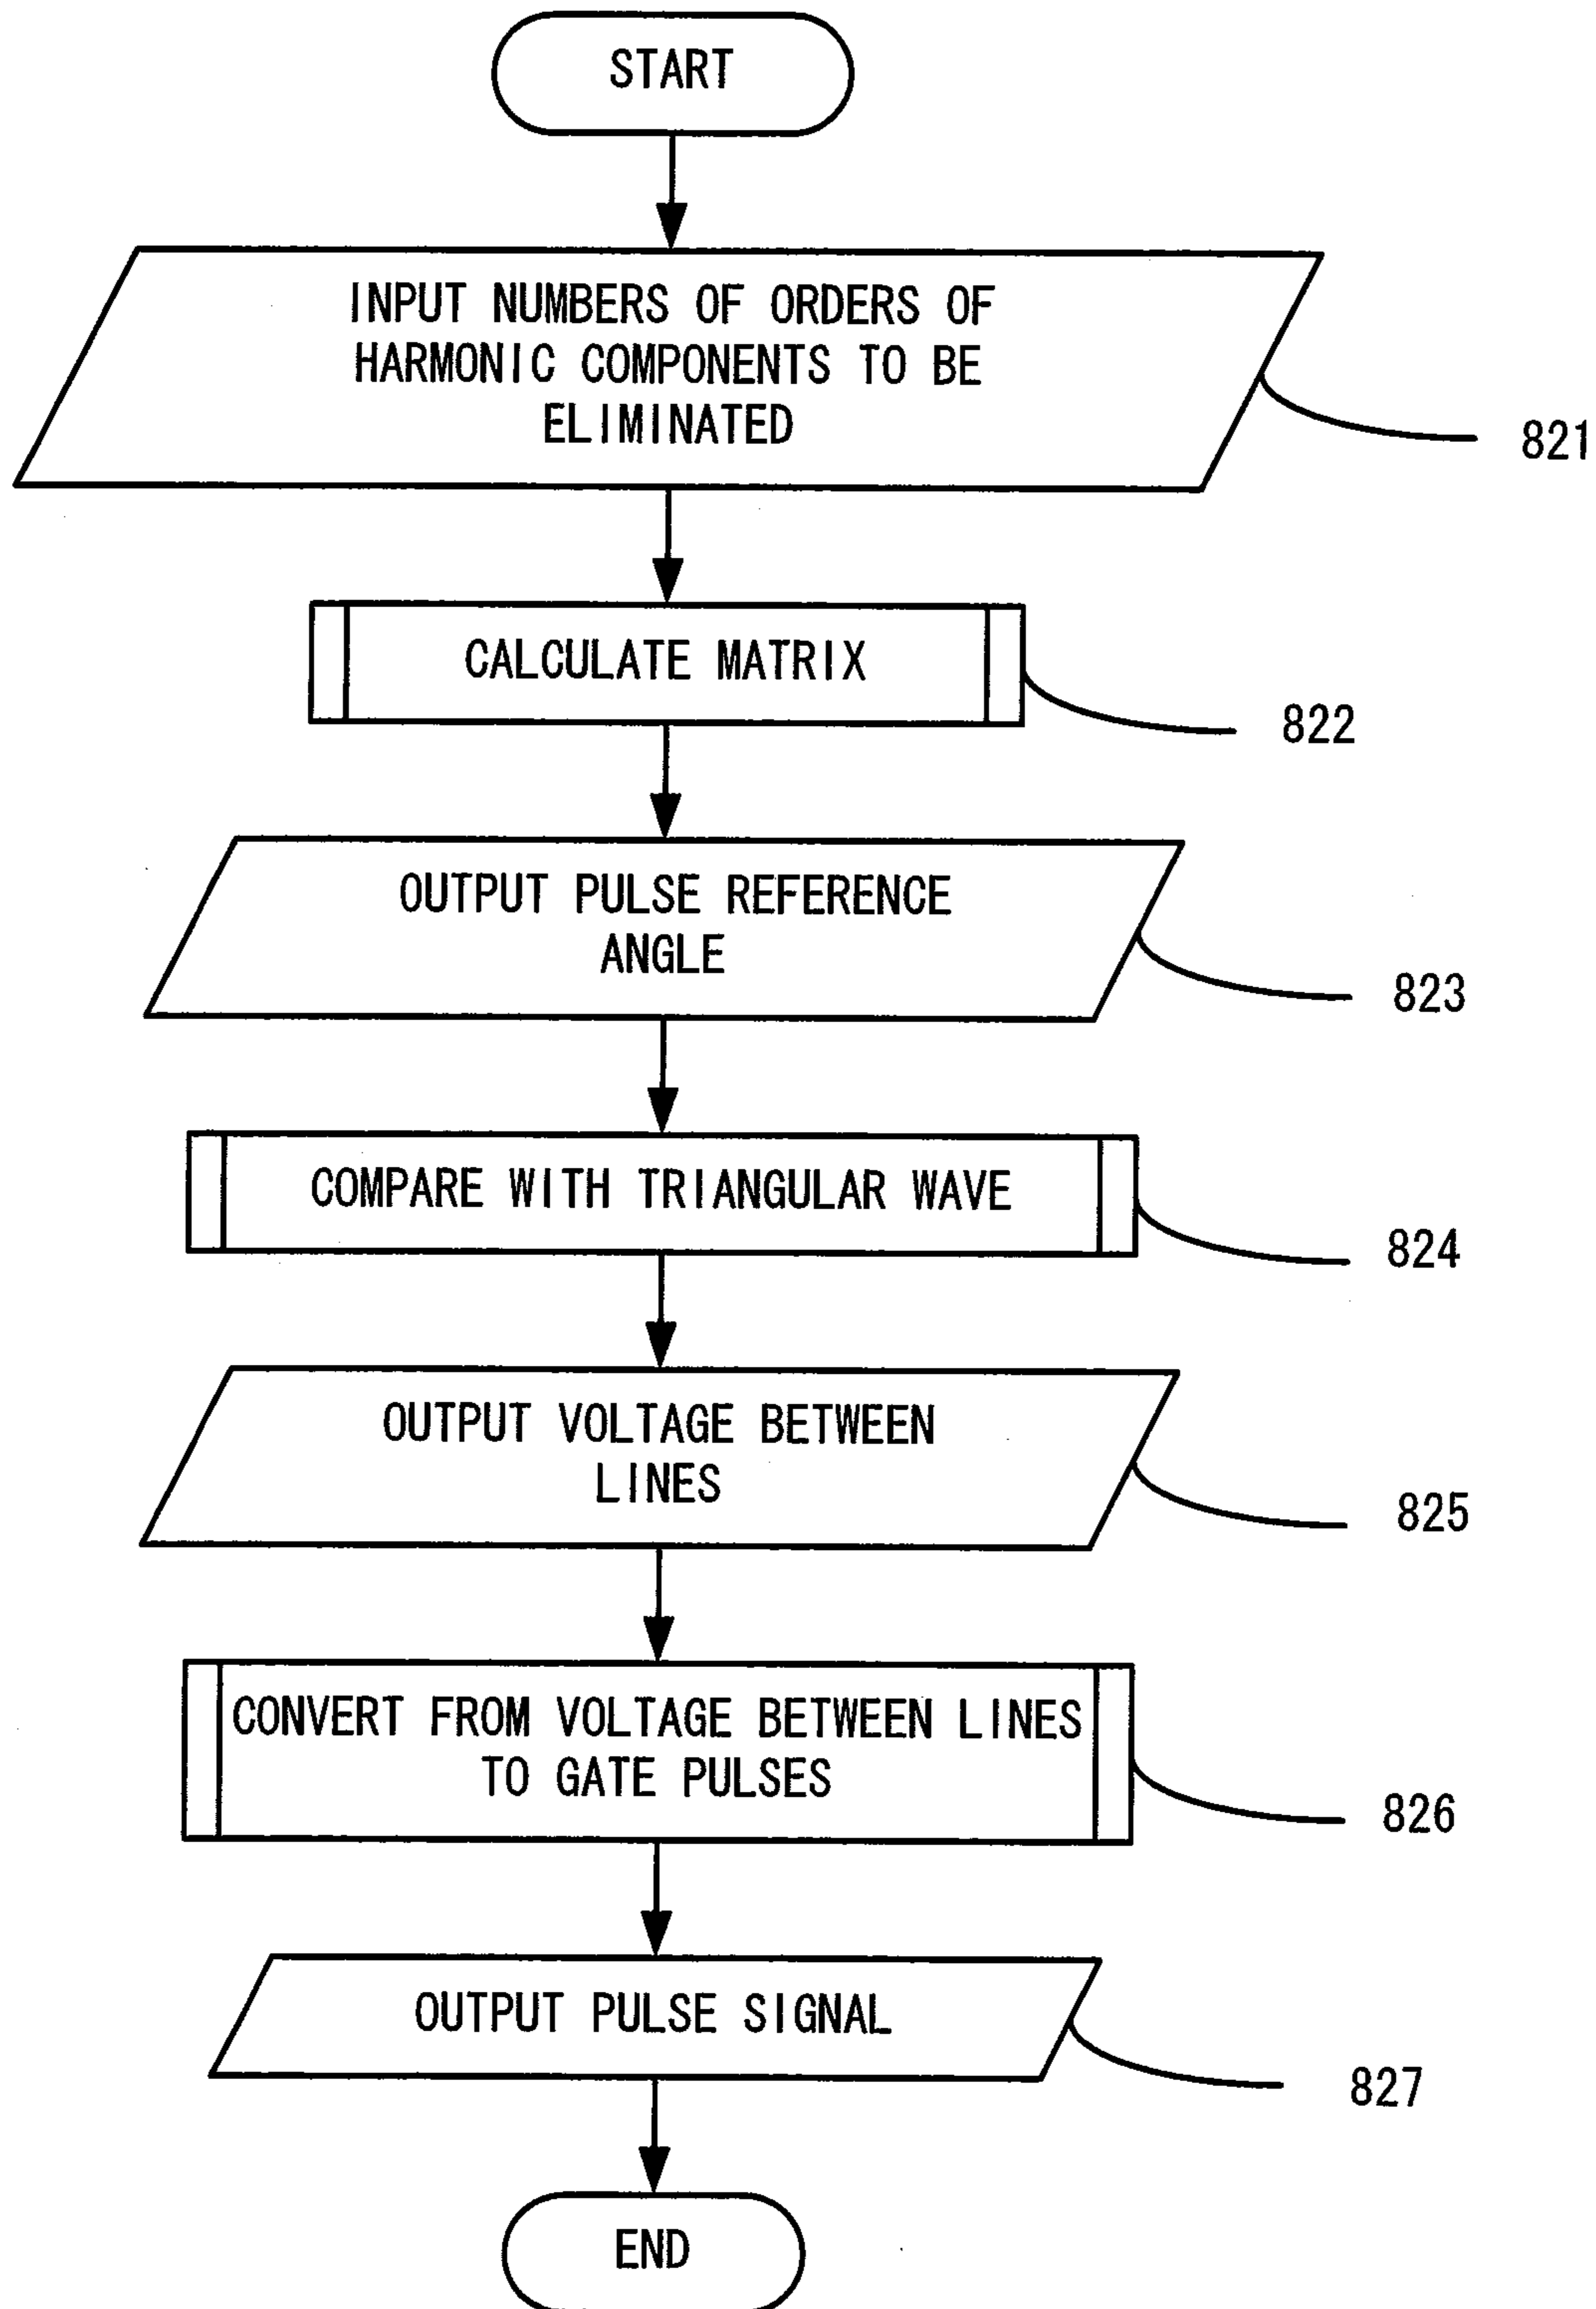 START
INPUT NUMBERS OF ORDERS OF
HARMONIC COMPONENTS TO BE
ELIMINATED
821
CALCULATE MATRIX
822
OUTPUT PULSE REFERENCE
ANGLE
823
COMPARE WITH TRIANGULAR WAVE
824
OUTPUT VOLTAGE BETWEEN
LINES
825
CONVERT FROM VOLTAGE BETWEEN LINES
TO GATE PULSES
826
OUTPUT PULSE SIGNAL
827
END